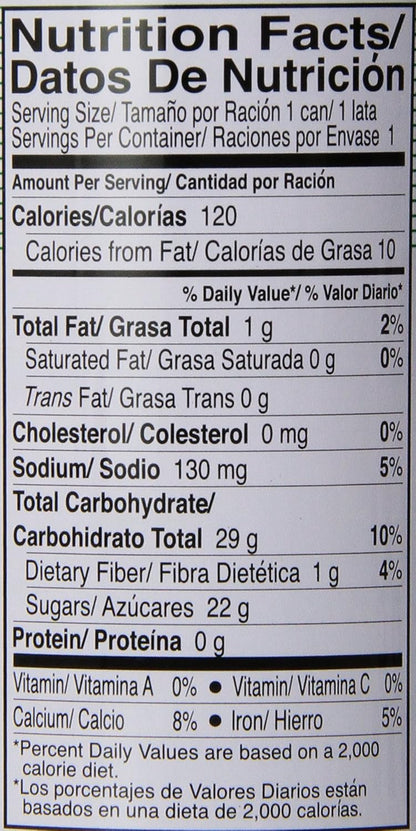 Nutrition Facts/
Datos De Nutrición
Serving Size/ Tamaño por Ración 1 can/ 1 lata
Servings Per Container/ Raciones por Envase 1
Amount Per Serving/ Cantidad por Ración
Calories/Calorías 120
Calories from Fat/ Calorías de Grasa 10
% Daily Value*/ % Valor Diario*
Total Fat/ Grasa Total 1 g 2%
Saturated Fat/ Grasa Saturada 0 g 0%
Trans Fat/ Grasa Trans 0 g
Cholesterol/ Colesterol 0 mg 0%
Sodium/ Sodio 130 mg 5%
Total Carbohydrate/
Carbohidrato Total 29 g 10%
Dietary Fiber/ Fibra Dietética 1 g 4%
Sugars/ Azúcares 22 g
Protein/ Proteína 0 g
Vitamin/ Vitamina A 0% • Vitamin/ Vitamina C 0%
Calcium/ Calcio 8% • Iron/ Hierro 5%
*Percent Daily Values are based on a 2,000
calorie diet.
*Los porcentajes de Valores Diarios están
basados en una dieta de 2,000 calorías.